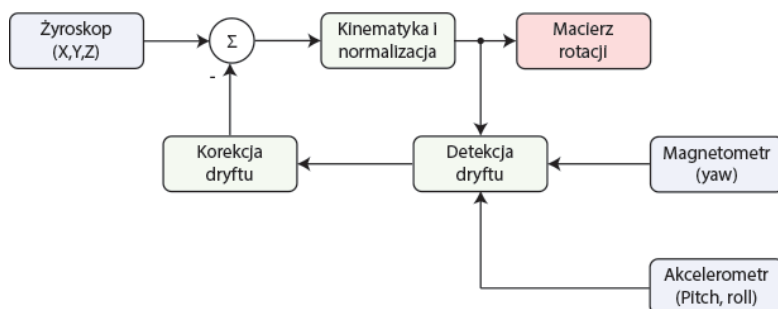 Żyroskop
(X,Y,Z)
Σ
-
Kinematyka i
normalizacja
Macierz
rotacji
Korekcja
dryftu
Detekcja
dryftu
Magnetometr
(yaw)
Akcelerometr
(Pitch, roll)